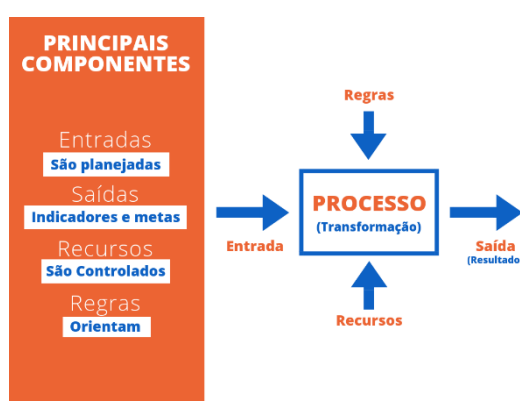 PRINCIPAIS
COMPONENTES
Entradas
São planejadas
Saídas
Indicadores e metas
Recursos
São Controlados
Regras
Orientam
Regras
PROCESSO
(Transformação)
Entrada
Saída
(Resultado
Recursos